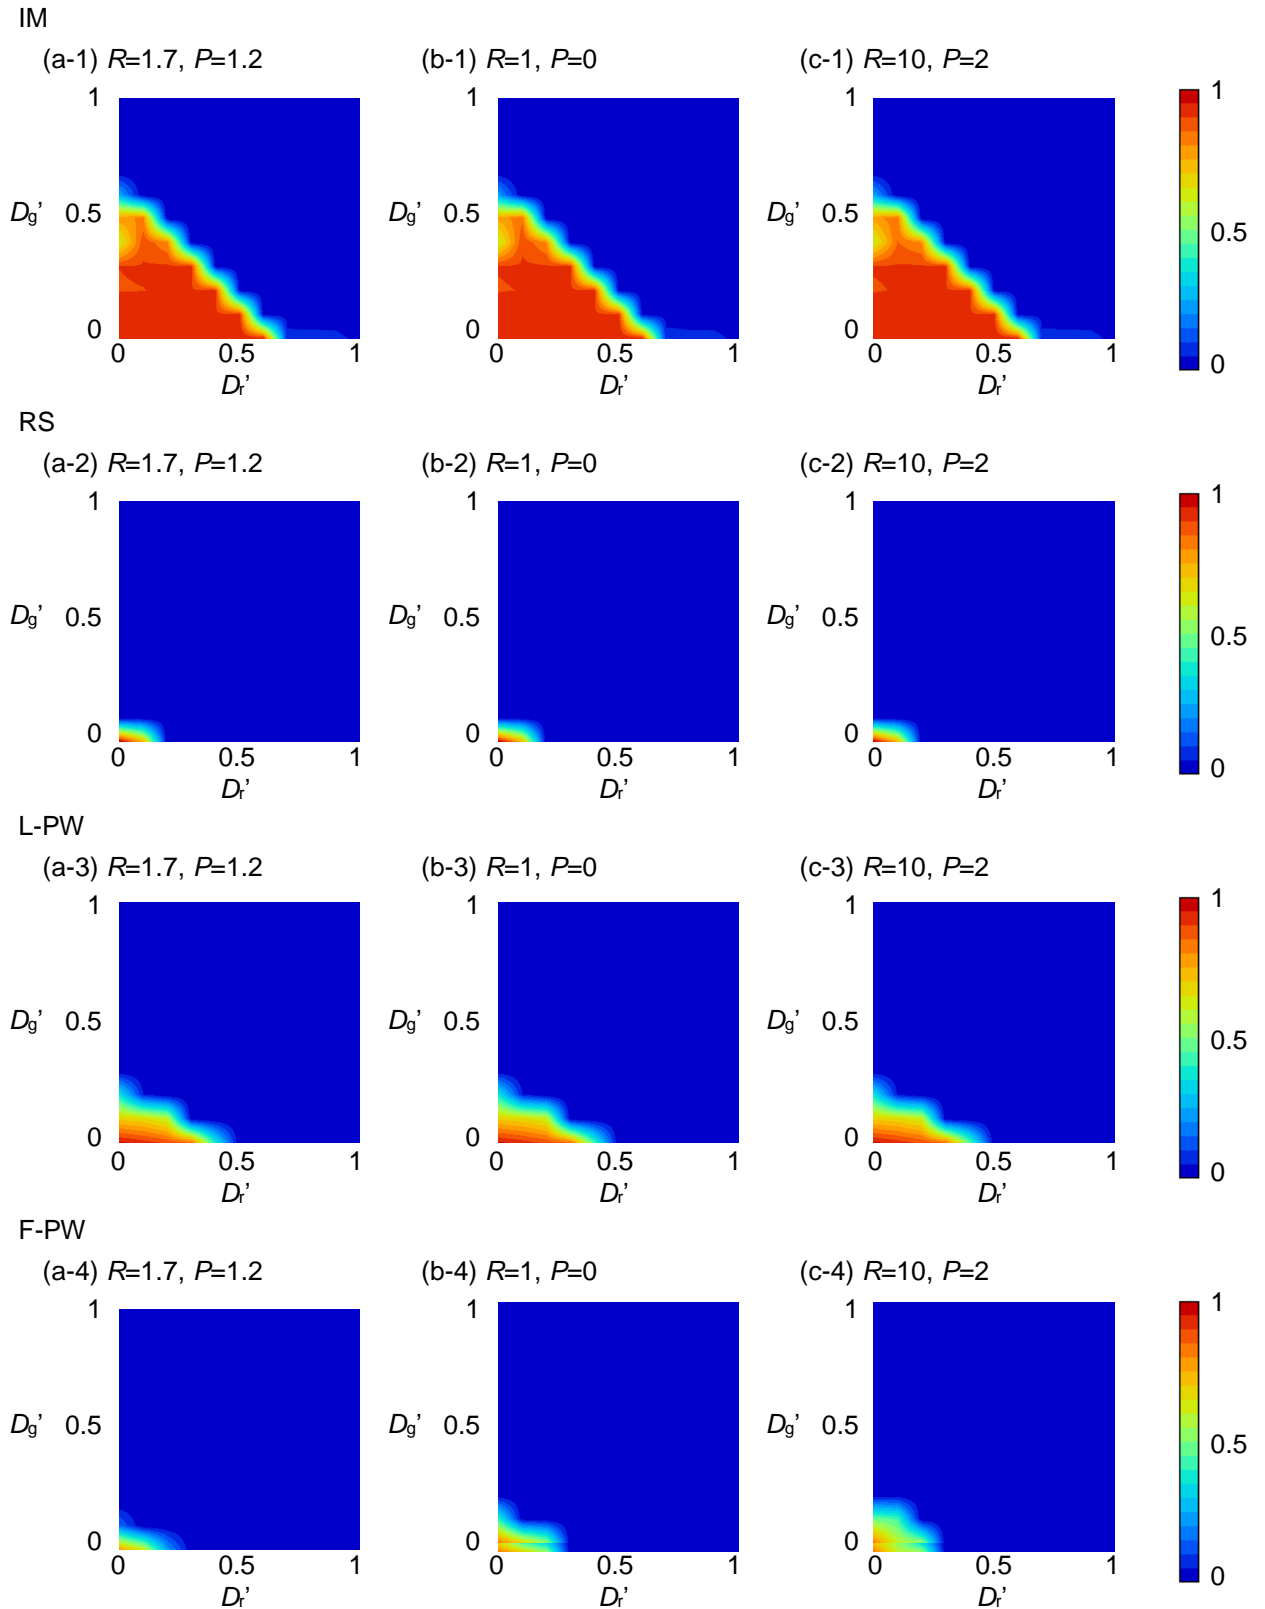 IM
(a-1) R=1.7, P=1.2 (b-1) R=1, P=0 (c-1) R=10, P=2
1 1 1 1
Dg’ 0.5 Dg’ 0.5 Dg’ 0.5 0.5
0 0 0 0
0 0.5 1 0 0.5 1 0 0.5 1
Dr’ Dr’ Dr’
RS
(a-2) R=1.7, P=1.2 (b-2) R=1, P=0 (c-2) R=10, P=2
1 1 1 1
Dg’ 0.5 Dg’ 0.5 Dg’ 0.5 0.5
0 0 0 0
0 0.5 1 0 0.5 1 0 0.5 1
Dr’ Dr’ Dr’
L-PW
(a-3) R=1.7, P=1.2 (b-3) R=1, P=0 (c-3) R=10, P=2
1 1 1 1
Dg’ 0.5 Dg’ 0.5 Dg’ 0.5 0.5
0 0 0 0
0 0.5 1 0 0.5 1 0 0.5 1
Dr’ Dr’ Dr’
F-PW
(a-4) R=1.7, P=1.2 (b-4) R=1, P=0 (c-4) R=10, P=2
1 1 1 1
Dg’ 0.5 Dg’ 0.5 Dg’ 0.5 0.5
0 0 0 0
0 0.5 1 0 0.5 1 0 0.5 1
Dr’ Dr’ Dr’